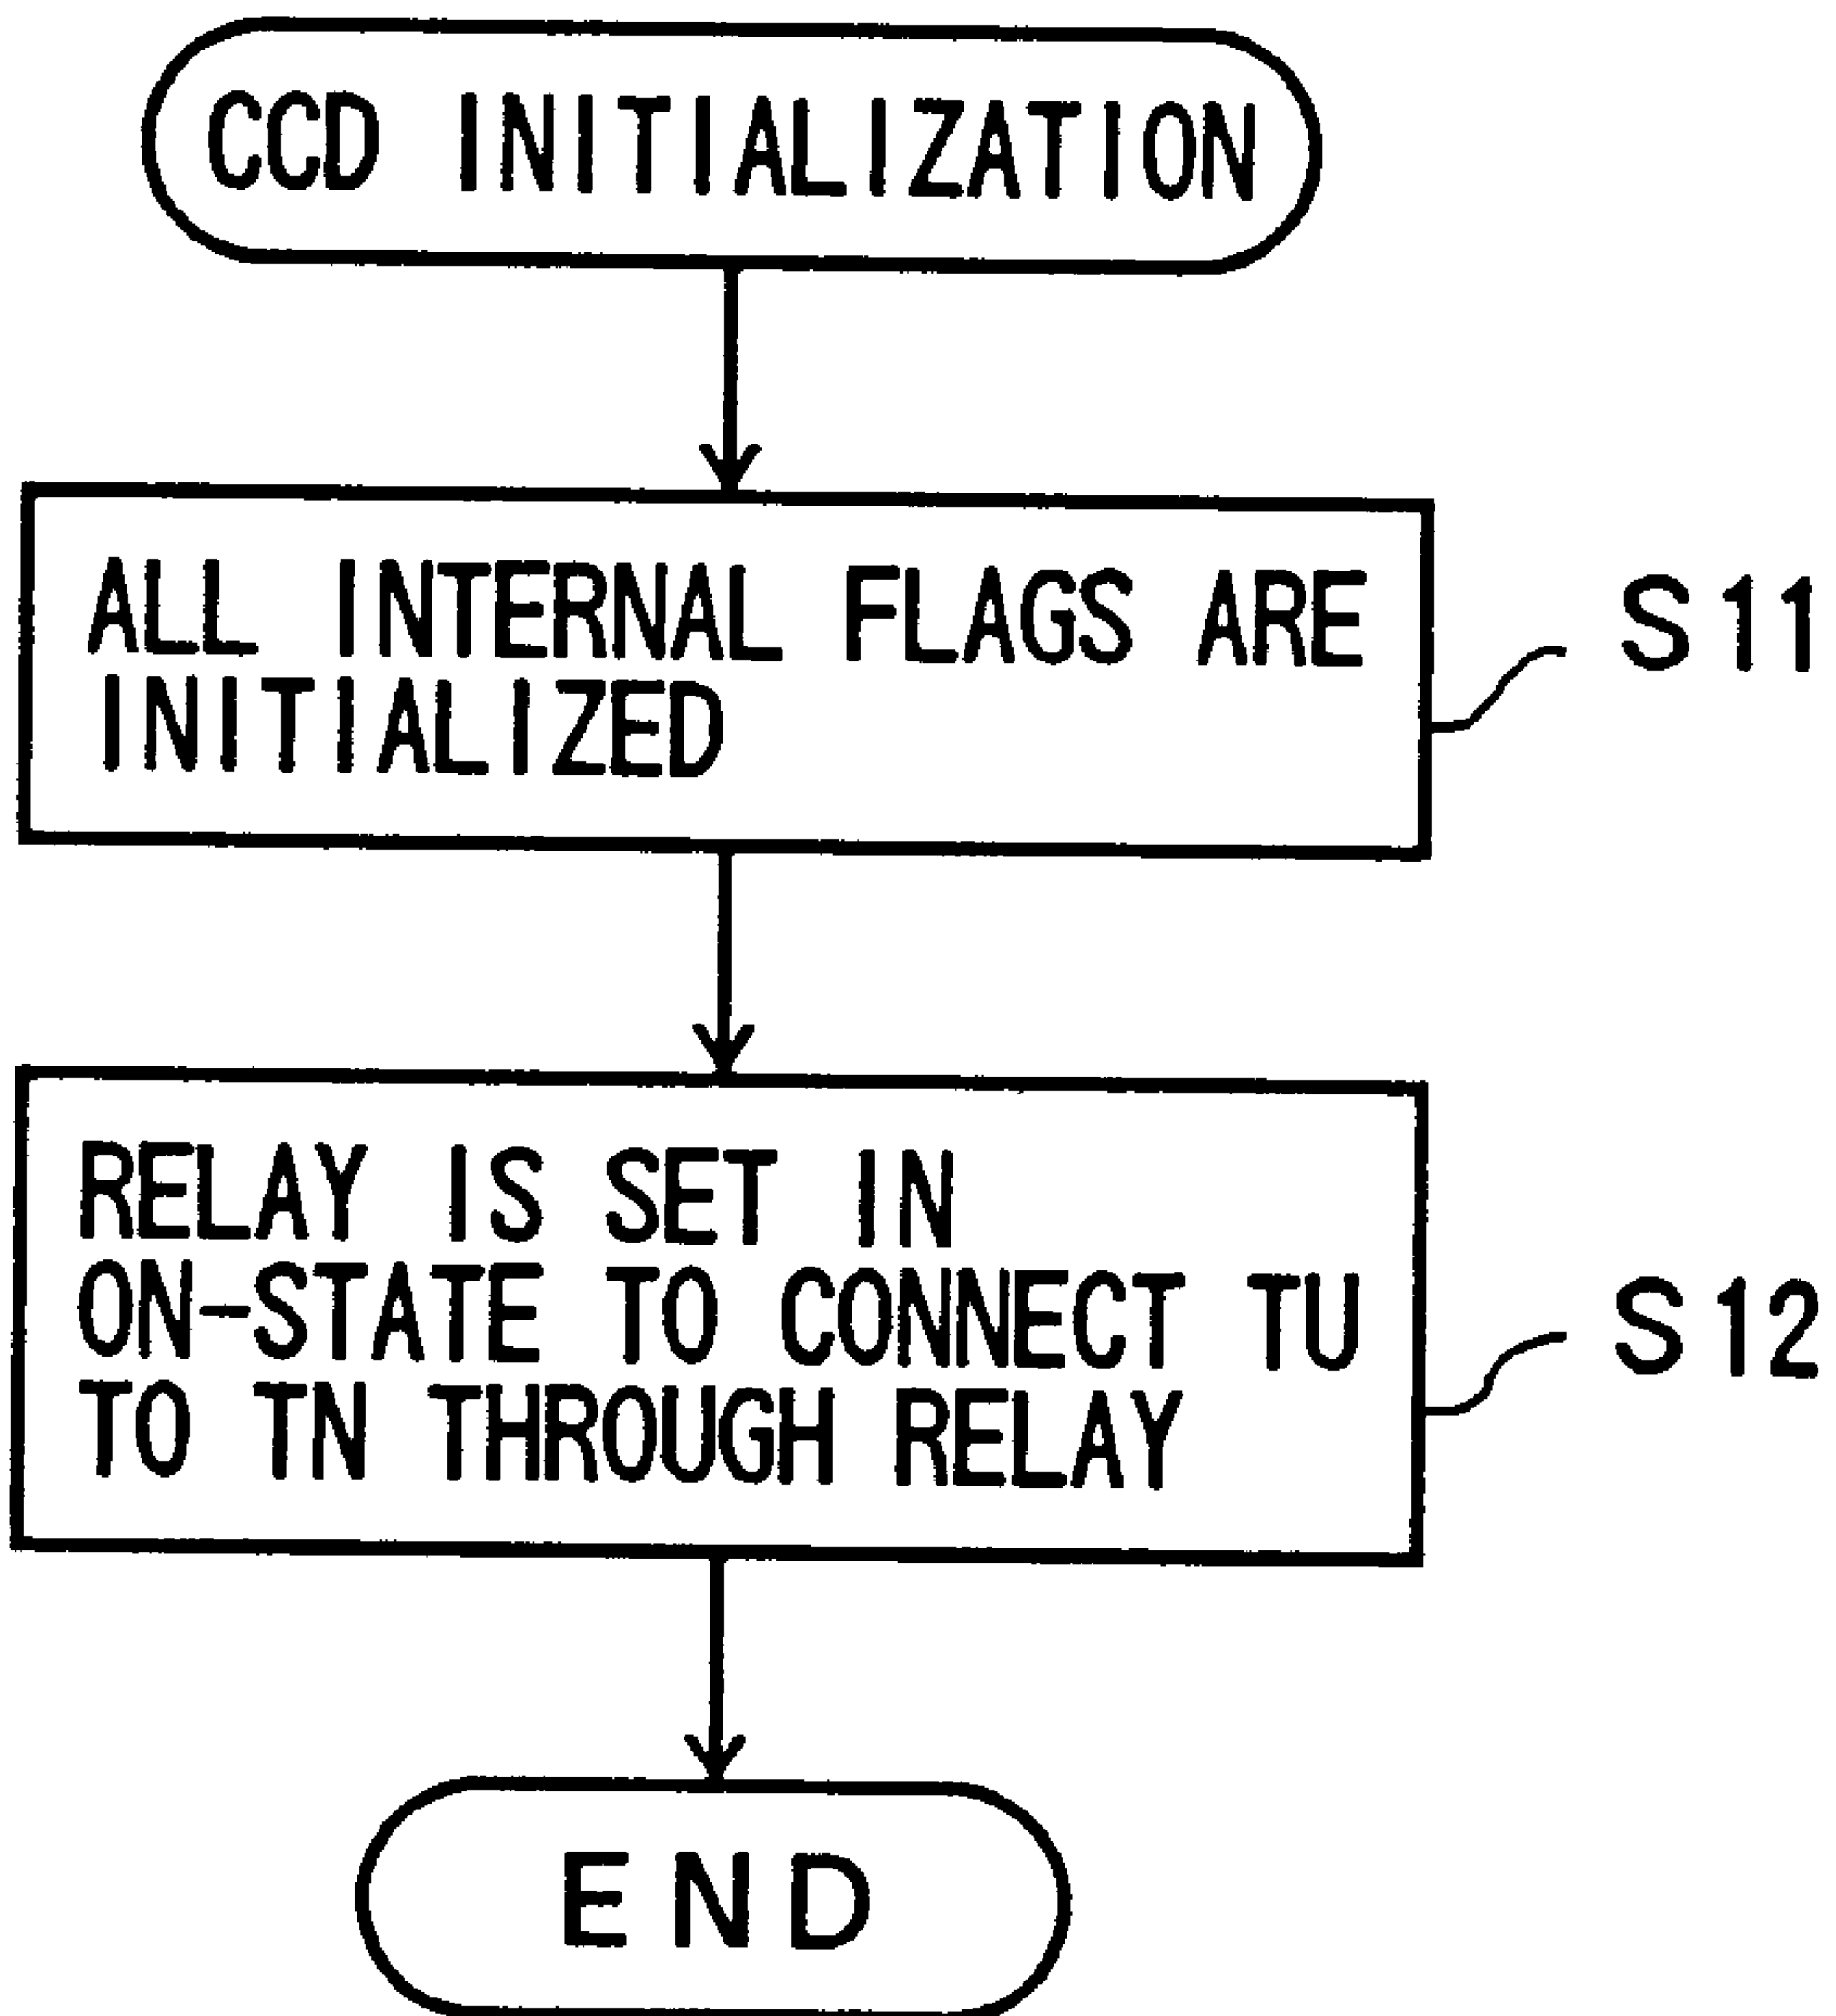 CCD INITIALIZATION
ALL INTERNAL FLAGS ARE
INITIALIZED
S11
RELAY IS SET IN
ON-STATE TO CONNECT TU
TO TN THROUGH RELAY
S12
END